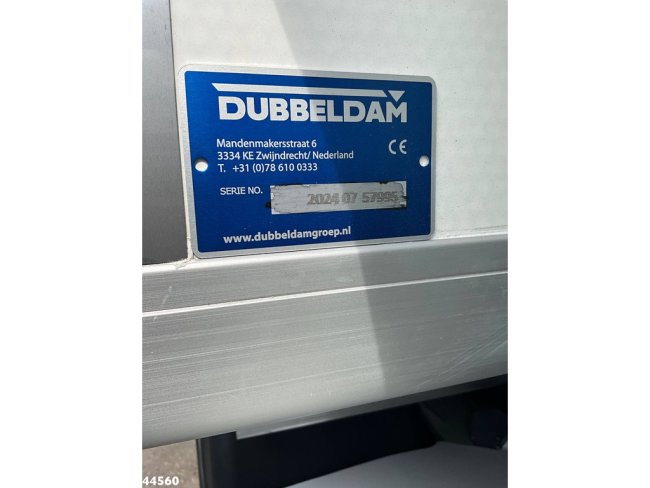 DUBBELDAM
Mandenmakersstraat 6
3334 KE Zwijndrecht/ Nederland
T. +31 (0)78 610 0333
CE
SERIE NO.
2024 07 57995
www.dubbeldamgroep.nl
44560